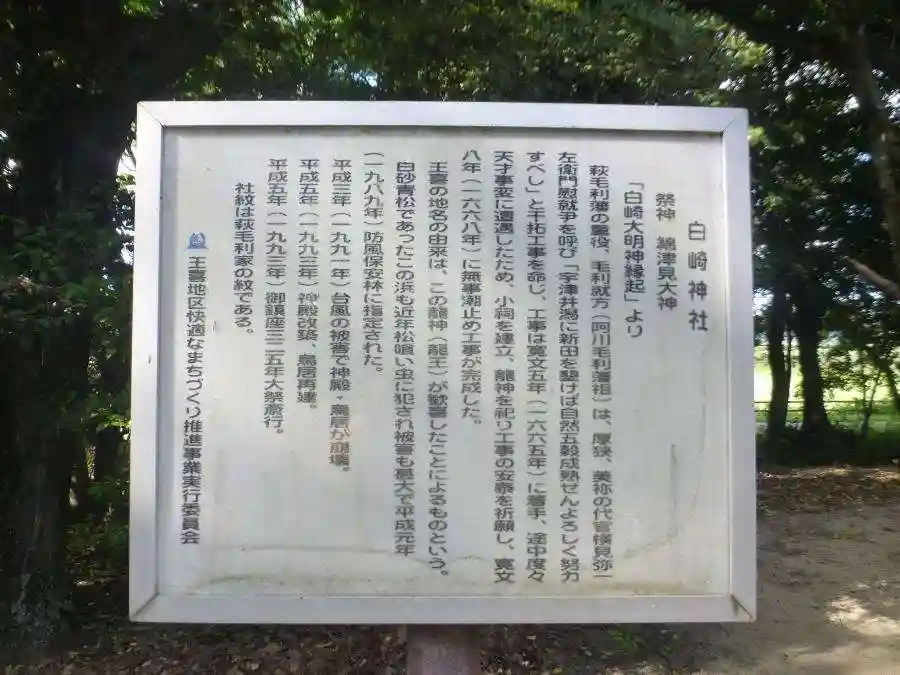 白崎神社
祭神　綿津見大神
「白崎大明神縁起」より
萩毛利藩の重役、毛利就方（阿川毛利藩祖）は、厚狭、美祢の代官横見弥一
左衛門慰就爭を呼び「宇津井潟に新田を墾けば自然五穀成熟せんよろしく努力
すべし」と干拓工事を命し、工事は寛文五年（一六六五年）に着手、途中度々
天才事変に遭遇したため、小祠を建立、龍神を祀り工事の安泰を祈願し、寛文
八年（一六六八年）に無事潮止め工事が完成した。
王喜の地名の由来は、この龍神（龍王）が歓喜したことによるものという。
白砂青松であったこの浜も近年松喰い虫に犯され被害も甚大で平成元年
（一九八九年）防風保安林に指定された。
平成三年（一九九一年）台風の被害で神殿・鳥居が崩壊。
平成五年（一九九三年）神殿改築、鳥居再建。
平成五年（一九九三年）御鎮座三二五年大祭斎行。
社紋は萩毛利家の紋である。
王喜地区快適なまちづくり推進事業実行委員会